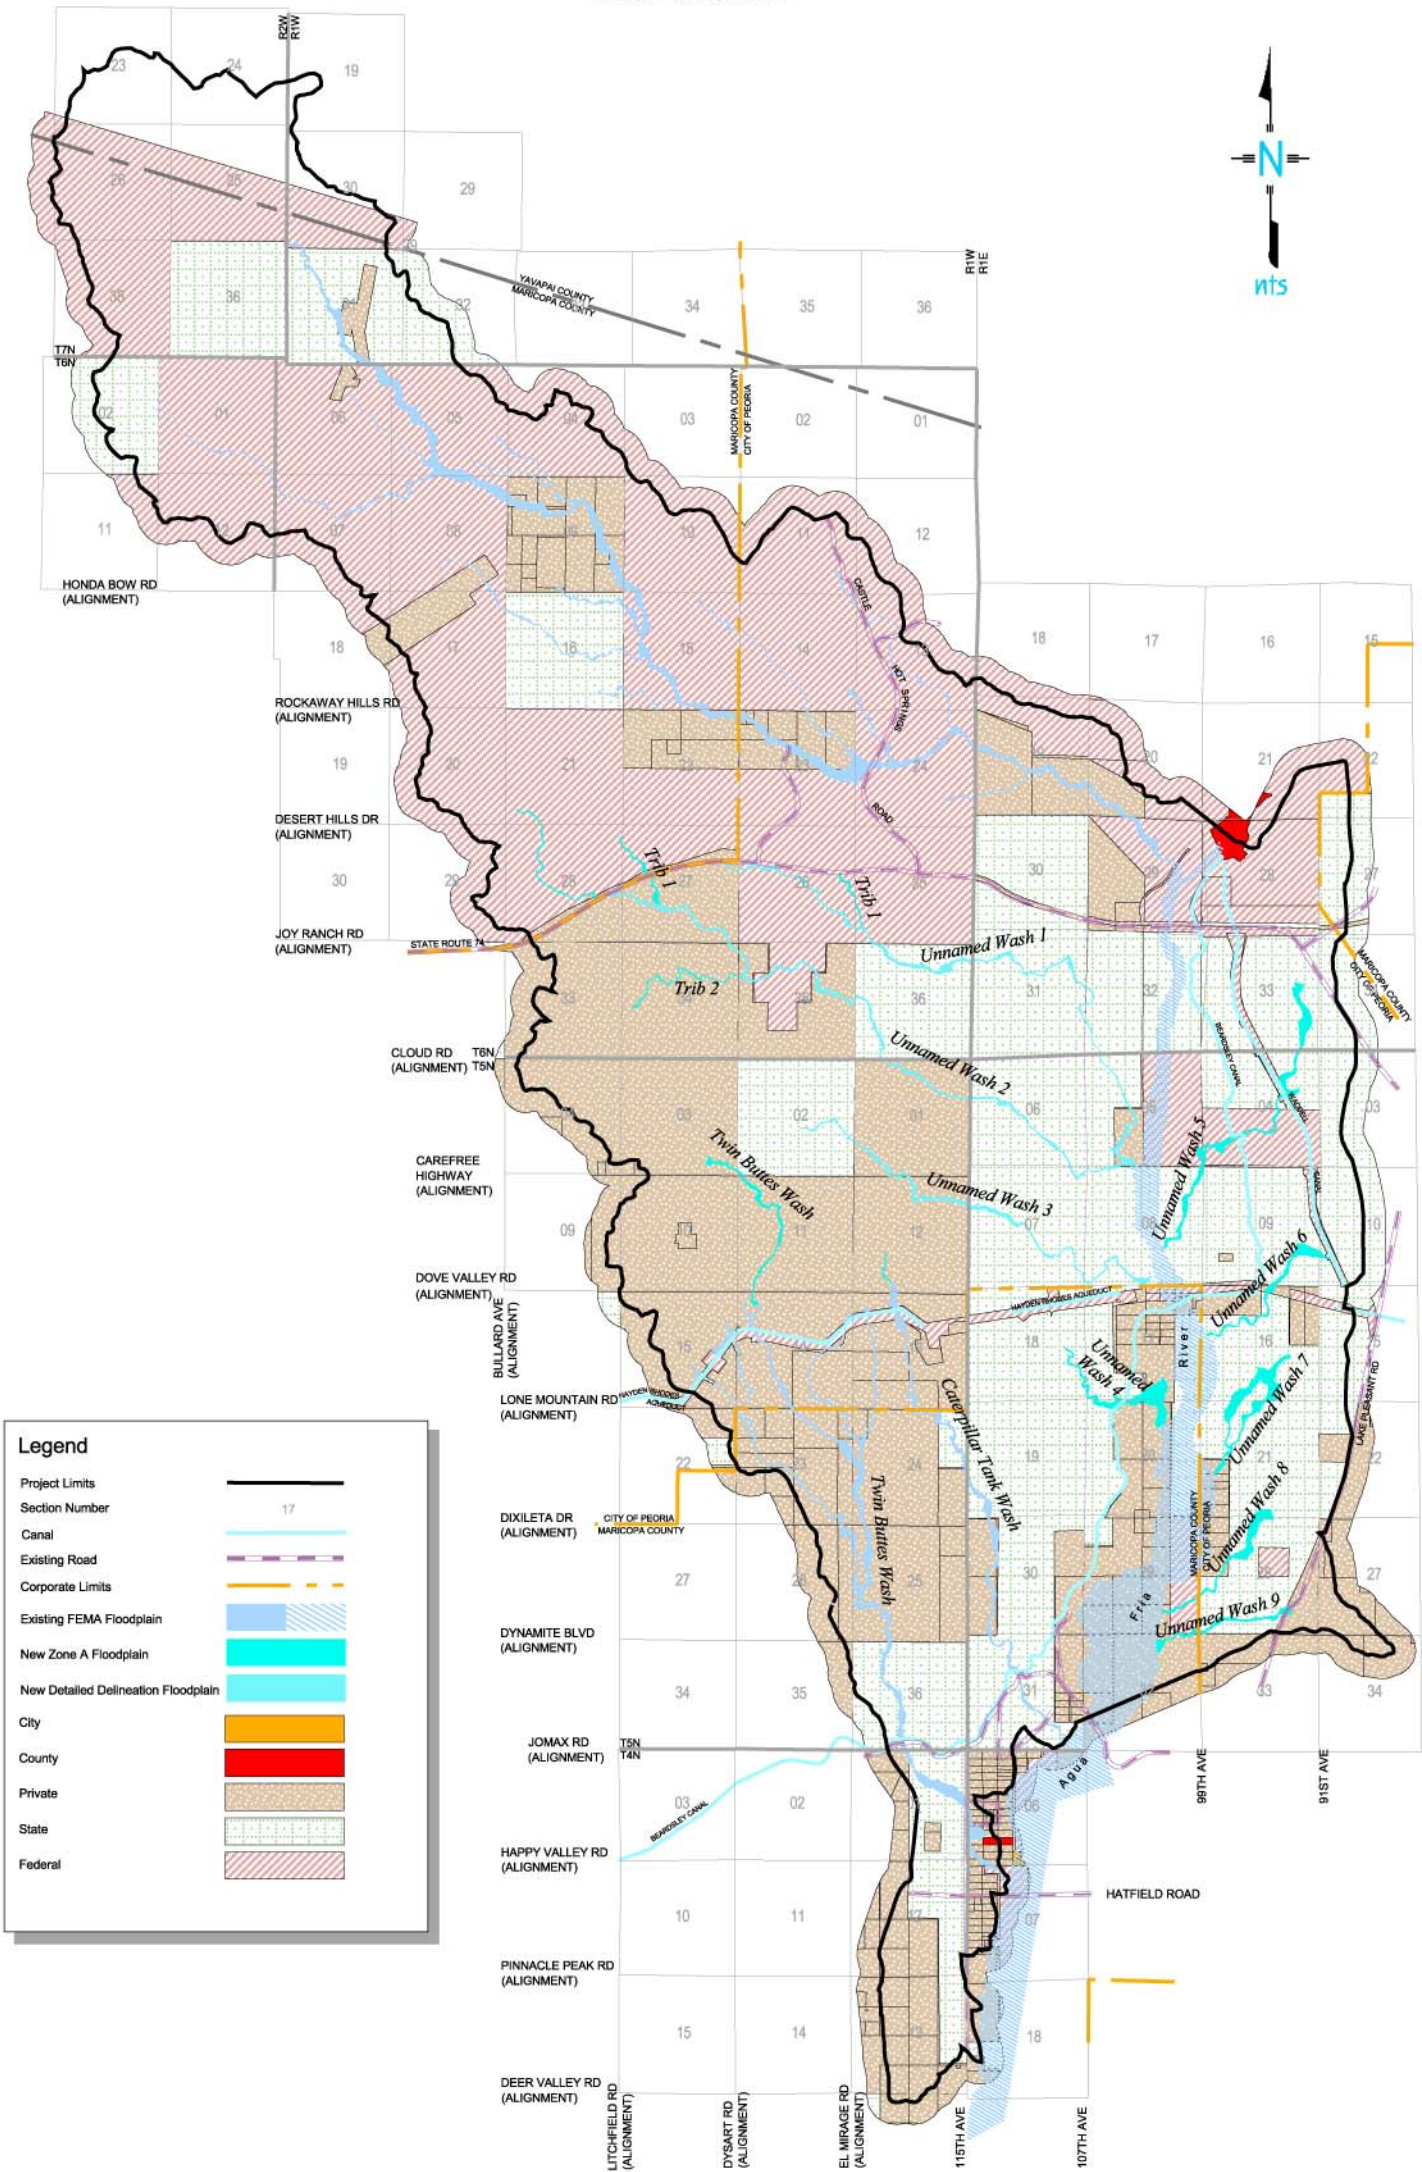 R2W
R1W
23
24
19
N
nts
26
25
30
29
R1W
R1E
YAVAPAI COUNTY
MARICOPA COUNTY
36
32
34
35
36
T7N
T6N
02
01
06
05
04
03
02
01
MARICOPA COUNTY
CITY OF PEORIA
11
07
08
10
11
12
HONDA BOW RD
(ALIGNMENT)
CASTLE
HOT SPRINGS
ROAD
18
17
16
15
14
18
17
16
15
ROCKAWAY HILLS RD
(ALIGNMENT)
19
20
22
24
20
21
22
DESERT HILLS DR
(ALIGNMENT)
30
29
28
27
26
25
30
29
28
27
Trib 1
Trib 1
JOY RANCH RD
(ALIGNMENT)
STATE ROUTE 74
Unnamed Wash 1
MARICOPA COUNTY
CITY OF PEORIA
Trib 2
33
36
31
32
33
CLOUD RD
(ALIGNMENT)
T6N
T5N
Unnamed Wash 2
BEARDSLEY CANAL
WADDELL
CANAL
03
02
01
06
05
04
03
CAREFREE
HIGHWAY
(ALIGNMENT)
Twin Buttes Wash
Unnamed Wash 3
Unnamed Wash 5
09
10
11
12
07
08
09
10
DOVE VALLEY RD
(ALIGNMENT)
BULLARD AVE
(ALIGNMENT)
HAYDEN RHODES AQUEDUCT
Unnamed Wash 6
18
16
River
Unnamed
Wash 4
Unnamed Wash 7
LONE MOUNTAIN RD
(ALIGNMENT)
HAYDEN RHODES
AQUEDUCT
Caterpillar Tank Wash
LAKE PLEASANT RD
22
23
24
19
21
22
Legend
Project Limits
Section Number
17
Canal
Existing Road
Corporate Limits
Existing FEMA Floodplain
New Zone A Floodplain
New Detailed Delineation Floodplain
City
County
Private
State
Federal
DIXILETA DR
(ALIGNMENT)
CITY OF PEORIA
MARICOPA COUNTY
Twin Buttes Wash
MARICOPA COUNTY
CITY OF PEORIA
Unnamed Wash 8
27
26
25
30
29
28
27
Fria
Unnamed Wash 9
DYNAMITE BLVD
(ALIGNMENT)
34
35
36
31
33
34
JOMAX RD
(ALIGNMENT)
T5N
T4N
Agua
99TH AVE
91ST AVE
03
02
06
BEARDSLEY CANAL
HAPPY VALLEY RD
(ALIGNMENT)
HATFIELD ROAD
10
11
12
07
PINNACLE PEAK RD
(ALIGNMENT)
15
14
13
18
DEER VALLEY RD
(ALIGNMENT)
LITCHFIELD RD
(ALIGNMENT)
DYSART RD
(ALIGNMENT)
EL MIRAGE RD
(ALIGNMENT)
115TH AVE
107TH AVE